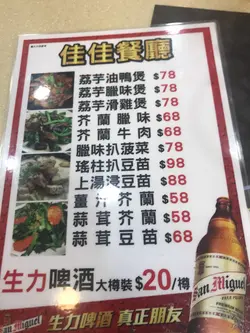 佳佳餐廳
荔芋油鴨煲 $78
荔芋臘味煲 $78
荔芋滑雞煲 $78
芥蘭臘味 $68
芥蘭牛肉 $68
臘味扒菠菜 $78
瑤柱扒豆苗 $98
上湯浸豆苗 $88
薑汁芥蘭 $58
蒜茸芥蘭 $58
蒜茸豆苗 $68
生力啤酒 大樽裝 $20/樽
San Miguel
生力啤酒 真正朋友